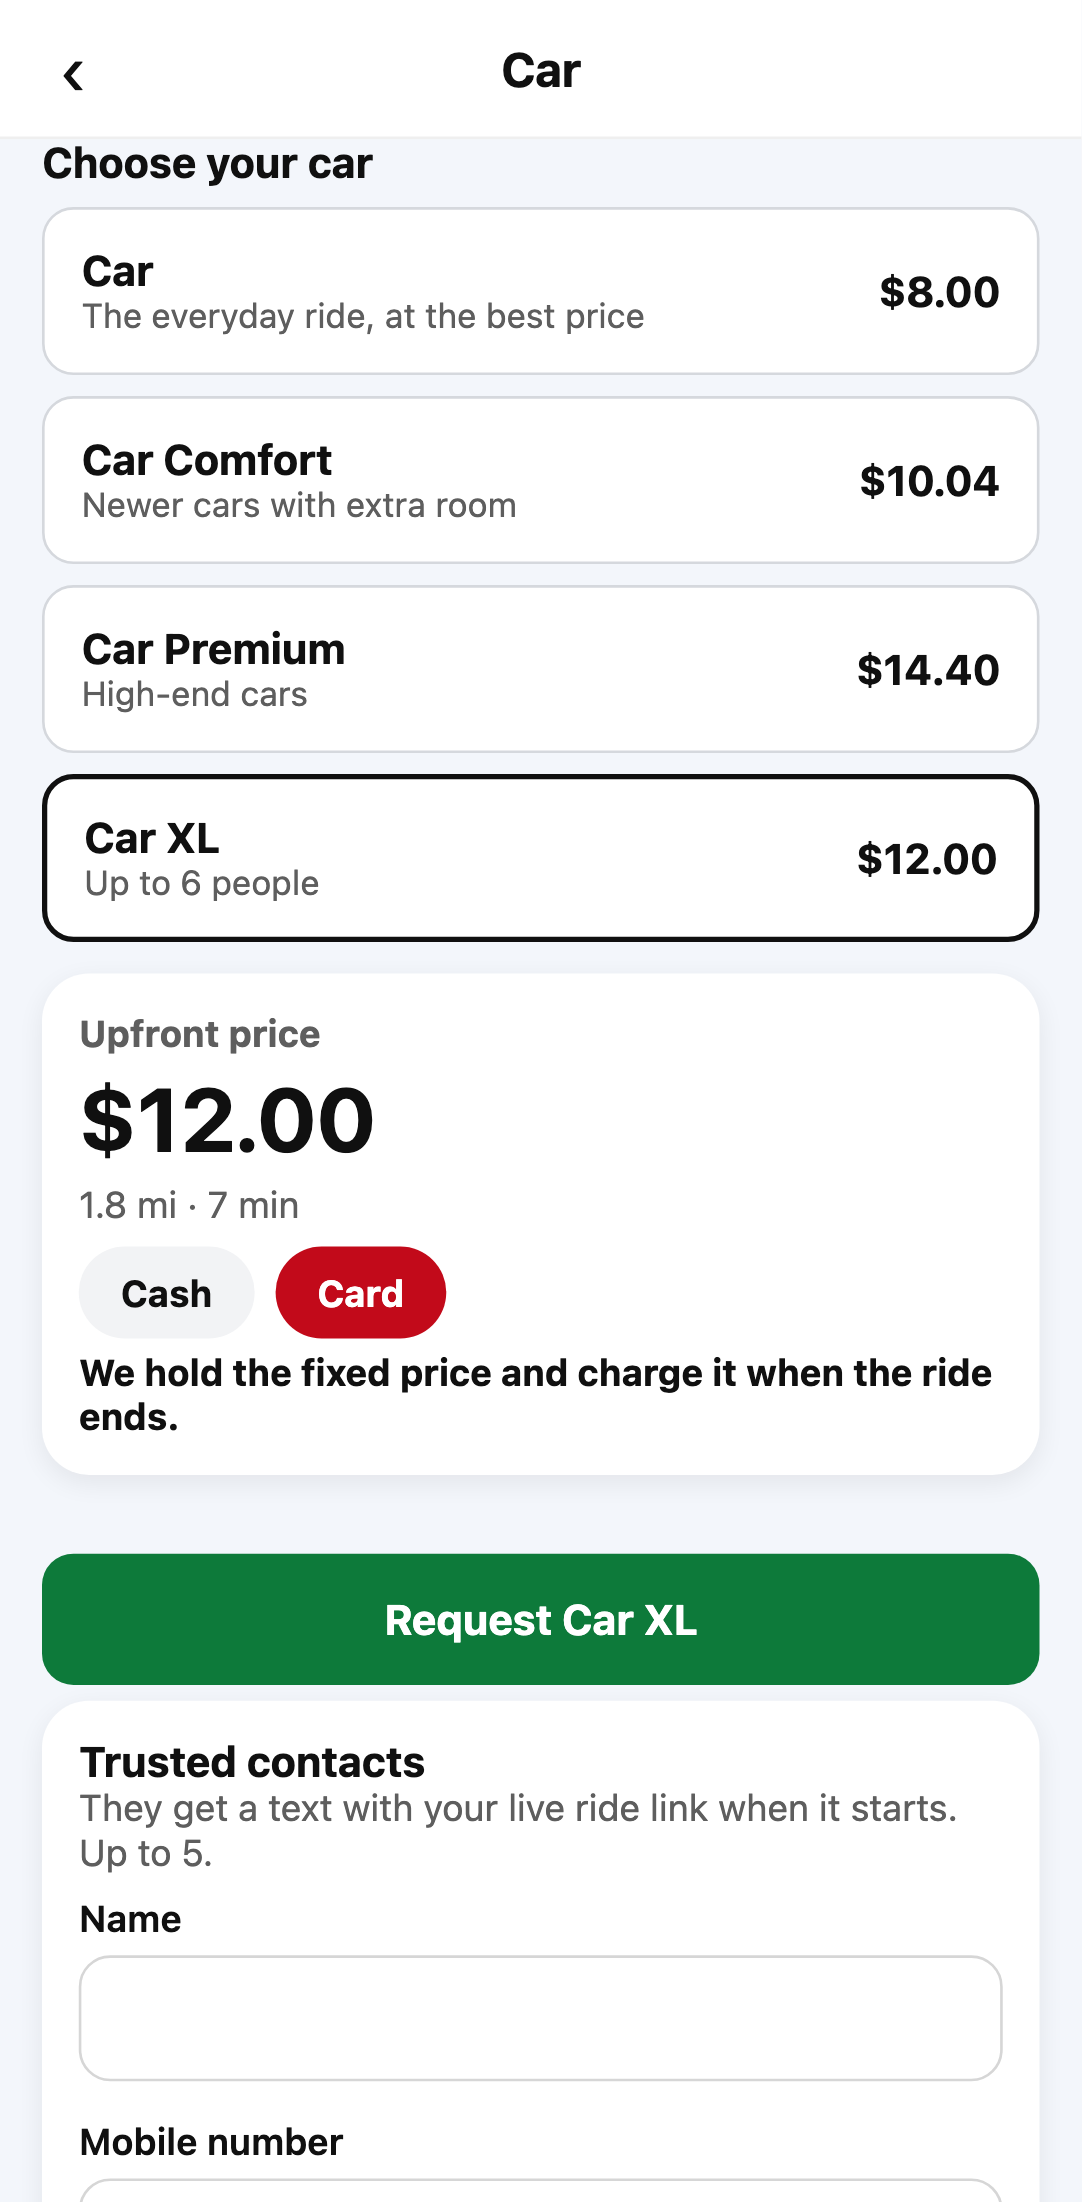 Car
Choose your car
Car
The everyday ride, at the best price
$8.00
Car Comfort
Newer cars with extra room
$10.04
Car Premium
High-end cars
$14.40
Car XL
Up to 6 people
$12.00
Upfront price
$12.00
1.8 mi · 7 min
Cash
Card
We hold the fixed price and charge it when the ride
ends.
Request Car XL
Trusted contacts
They get a text with your live ride link when it starts.
Up to 5.
Name
Mobile number